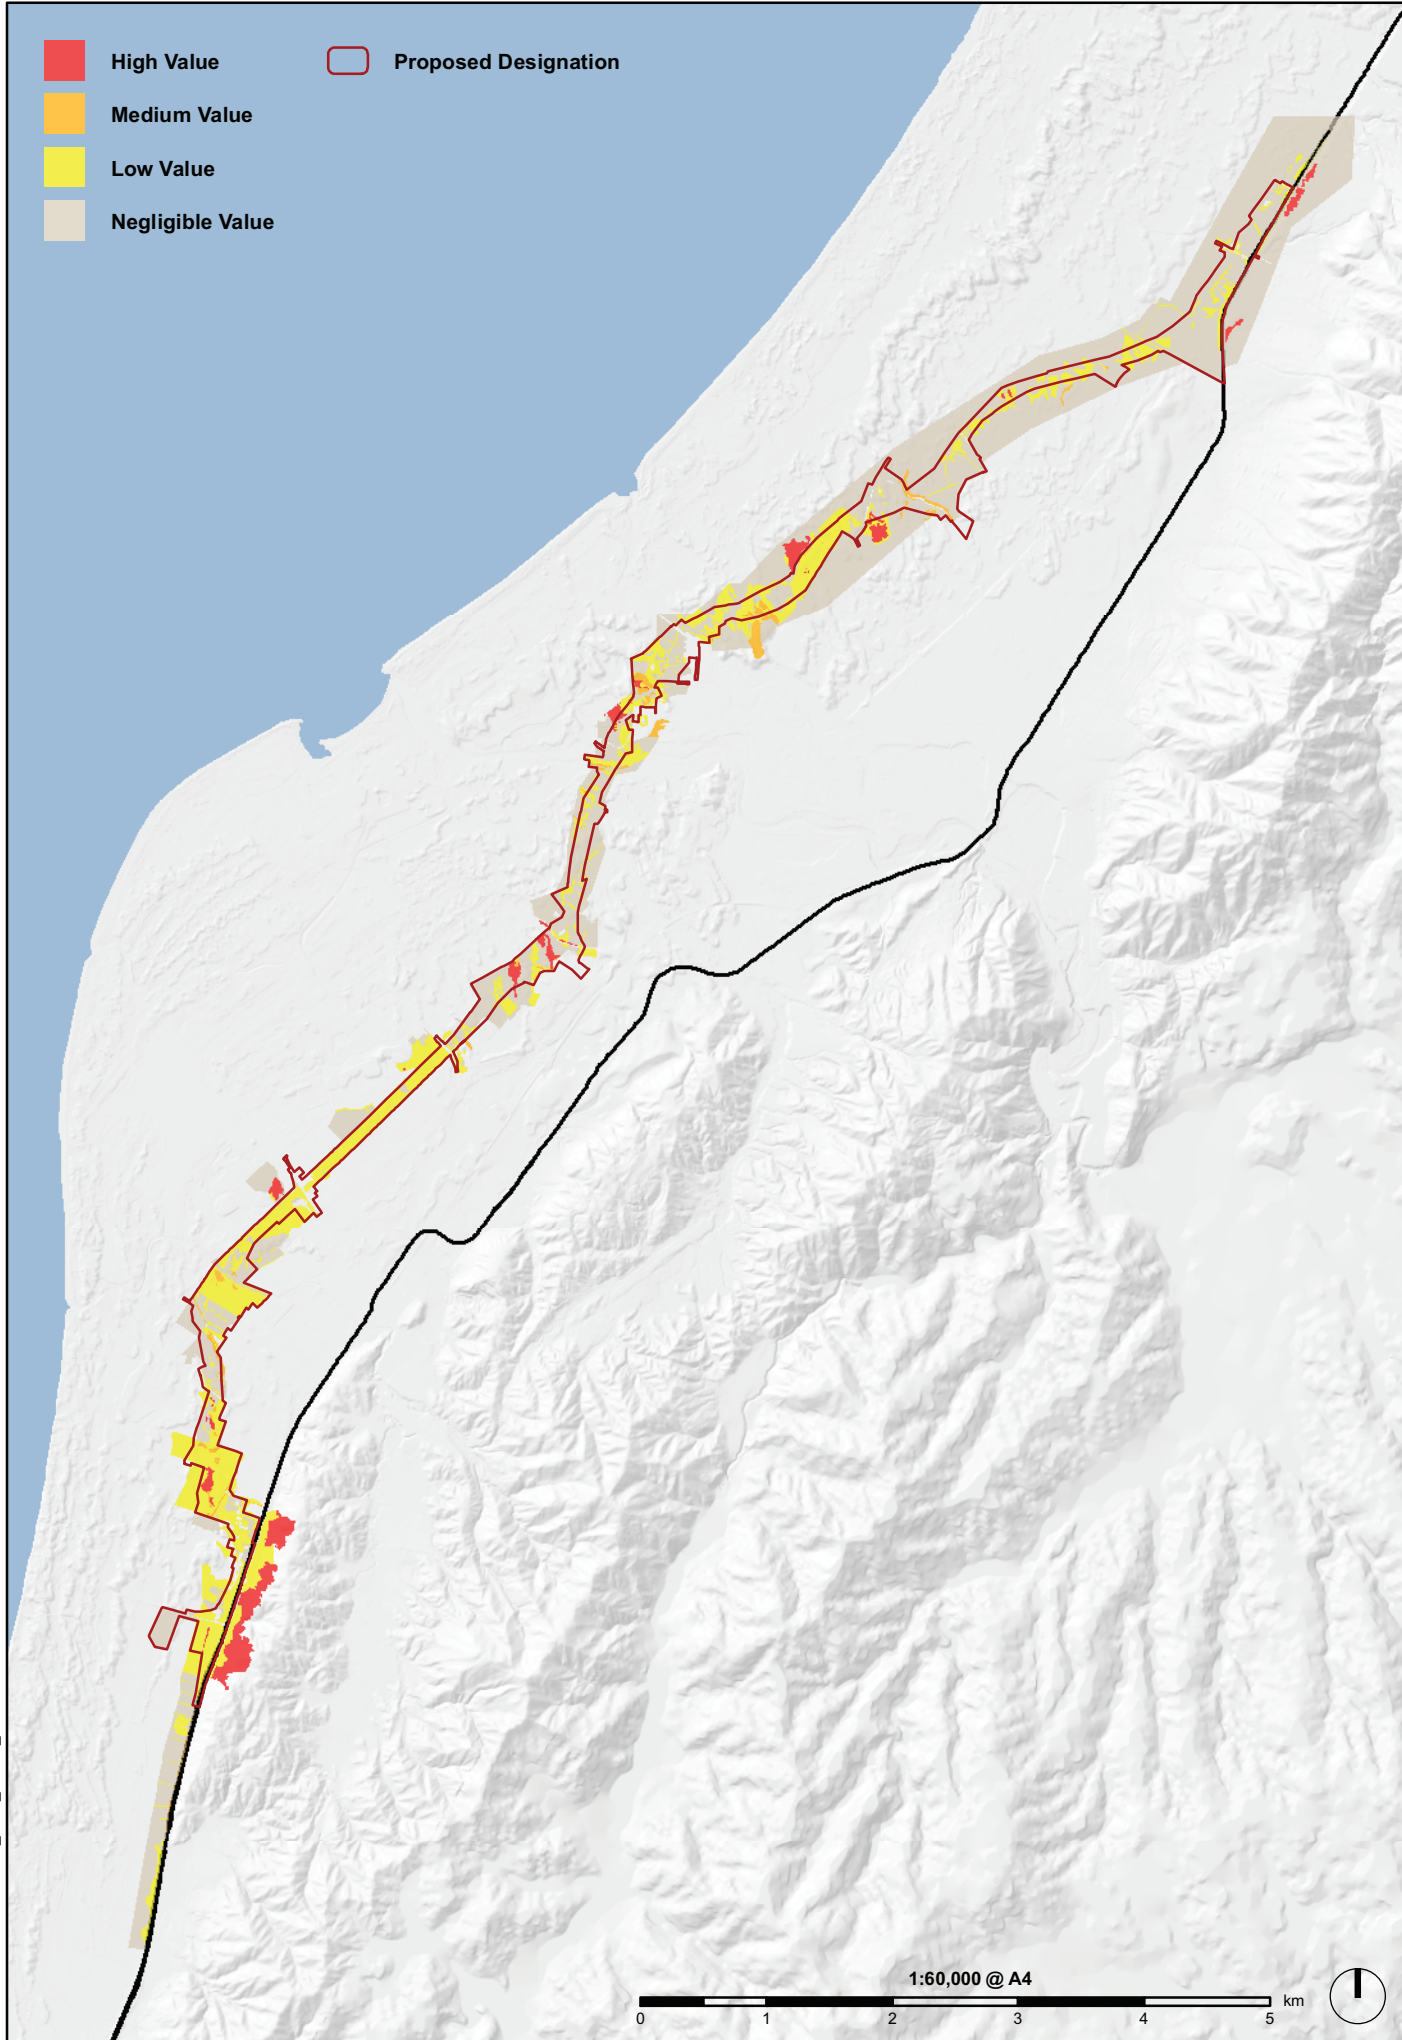 High Value
Proposed Designation
Medium Value
Low Value
Negligible Value
1:60,000 @ A4
km
0 1 2 3 4 5